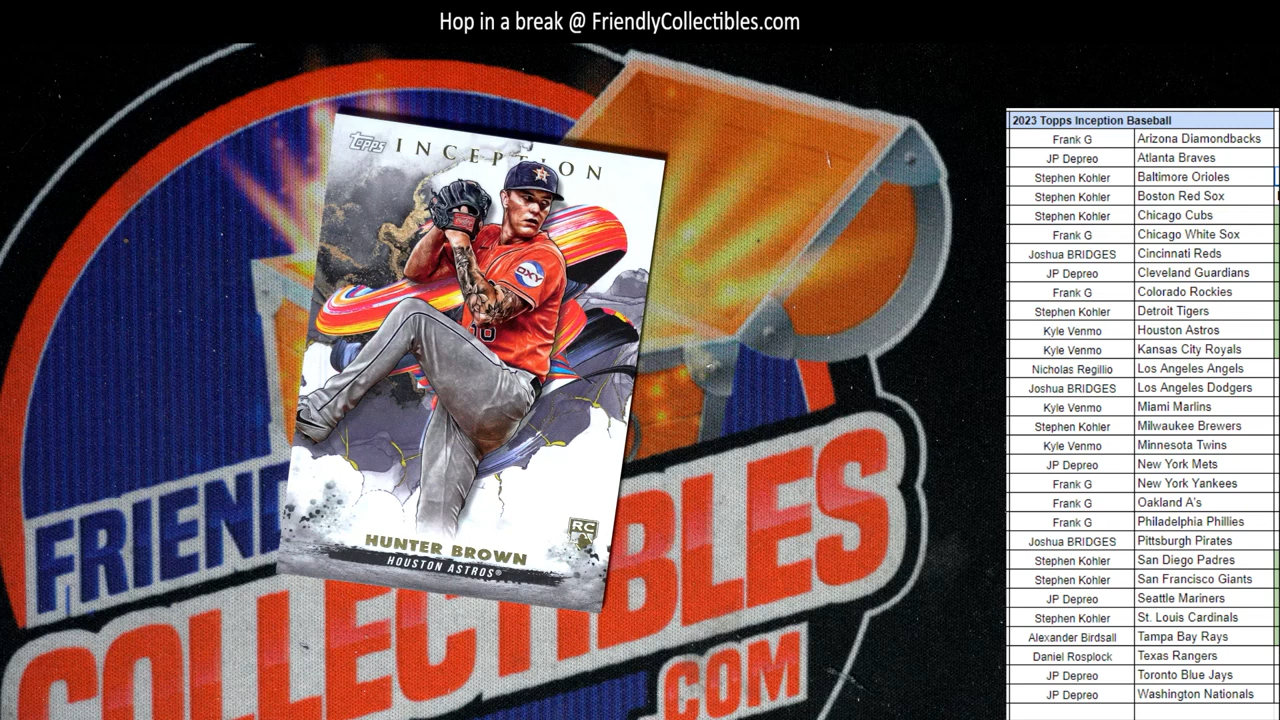 Hop in a break @ FriendlyCollectibles.com
Topps INCEPTION
OXY
HUNTER BROWN
HOUSTON ASTROS®
RC
FRIEND
COLLECTIBLES
.COM
2023 Topps Inception Baseball
Frank G Arizona Diamondbacks
JP Depreo Atlanta Braves
Stephen Kohler Baltimore Orioles
Stephen Kohler Boston Red Sox
Stephen Kohler Chicago Cubs
Frank G Chicago White Sox
Joshua BRIDGES Cincinnati Reds
JP Depreo Cleveland Guardians
Frank G Colorado Rockies
Stephen Kohler Detroit Tigers
Kyle Venmo Houston Astros
Kyle Venmo Kansas City Royals
Nicholas Regillio Los Angeles Angels
Joshua BRIDGES Los Angeles Dodgers
Kyle Venmo Miami Marlins
Stephen Kohler Milwaukee Brewers
Kyle Venmo Minnesota Twins
JP Depreo New York Mets
Frank G New York Yankees
Frank G Oakland A's
Frank G Philadelphia Phillies
Joshua BRIDGES Pittsburgh Pirates
Stephen Kohler San Diego Padres
Stephen Kohler San Francisco Giants
JP Depreo Seattle Mariners
Stephen Kohler St. Louis Cardinals
Alexander Birdsall Tampa Bay Rays
Daniel Rosplock Texas Rangers
JP Depreo Toronto Blue Jays
JP Depreo Washington Nationals